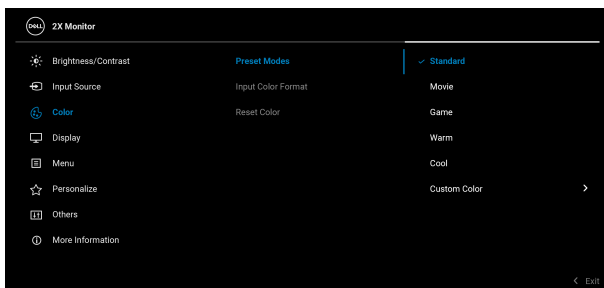 DELL 2X Monitor
Brightness/Contrast Preset Modes Standard
Input Source Input Color Format Movie
Color Reset Color Game
Display Warm
Menu Cool
Personalize Custom Color
Others
More Information
Exit